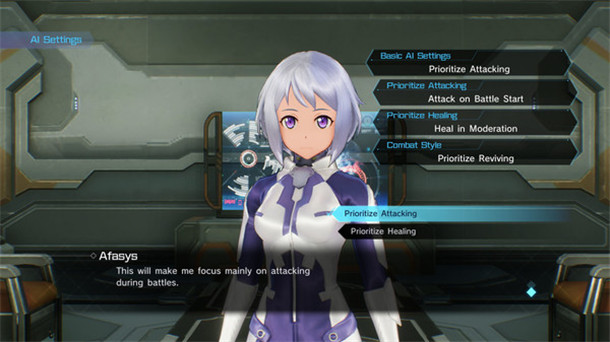 AI Settings
Basic AI Settings
Prioritize Attacking
Prioritize Attacking
Attack on Battle Start
Prioritize Healing
Heal in Moderation
Combat Style
Prioritize Reviving
Prioritize Attacking
Prioritize Healing
Afasys
This will make me focus mainly on attacking
during battles.